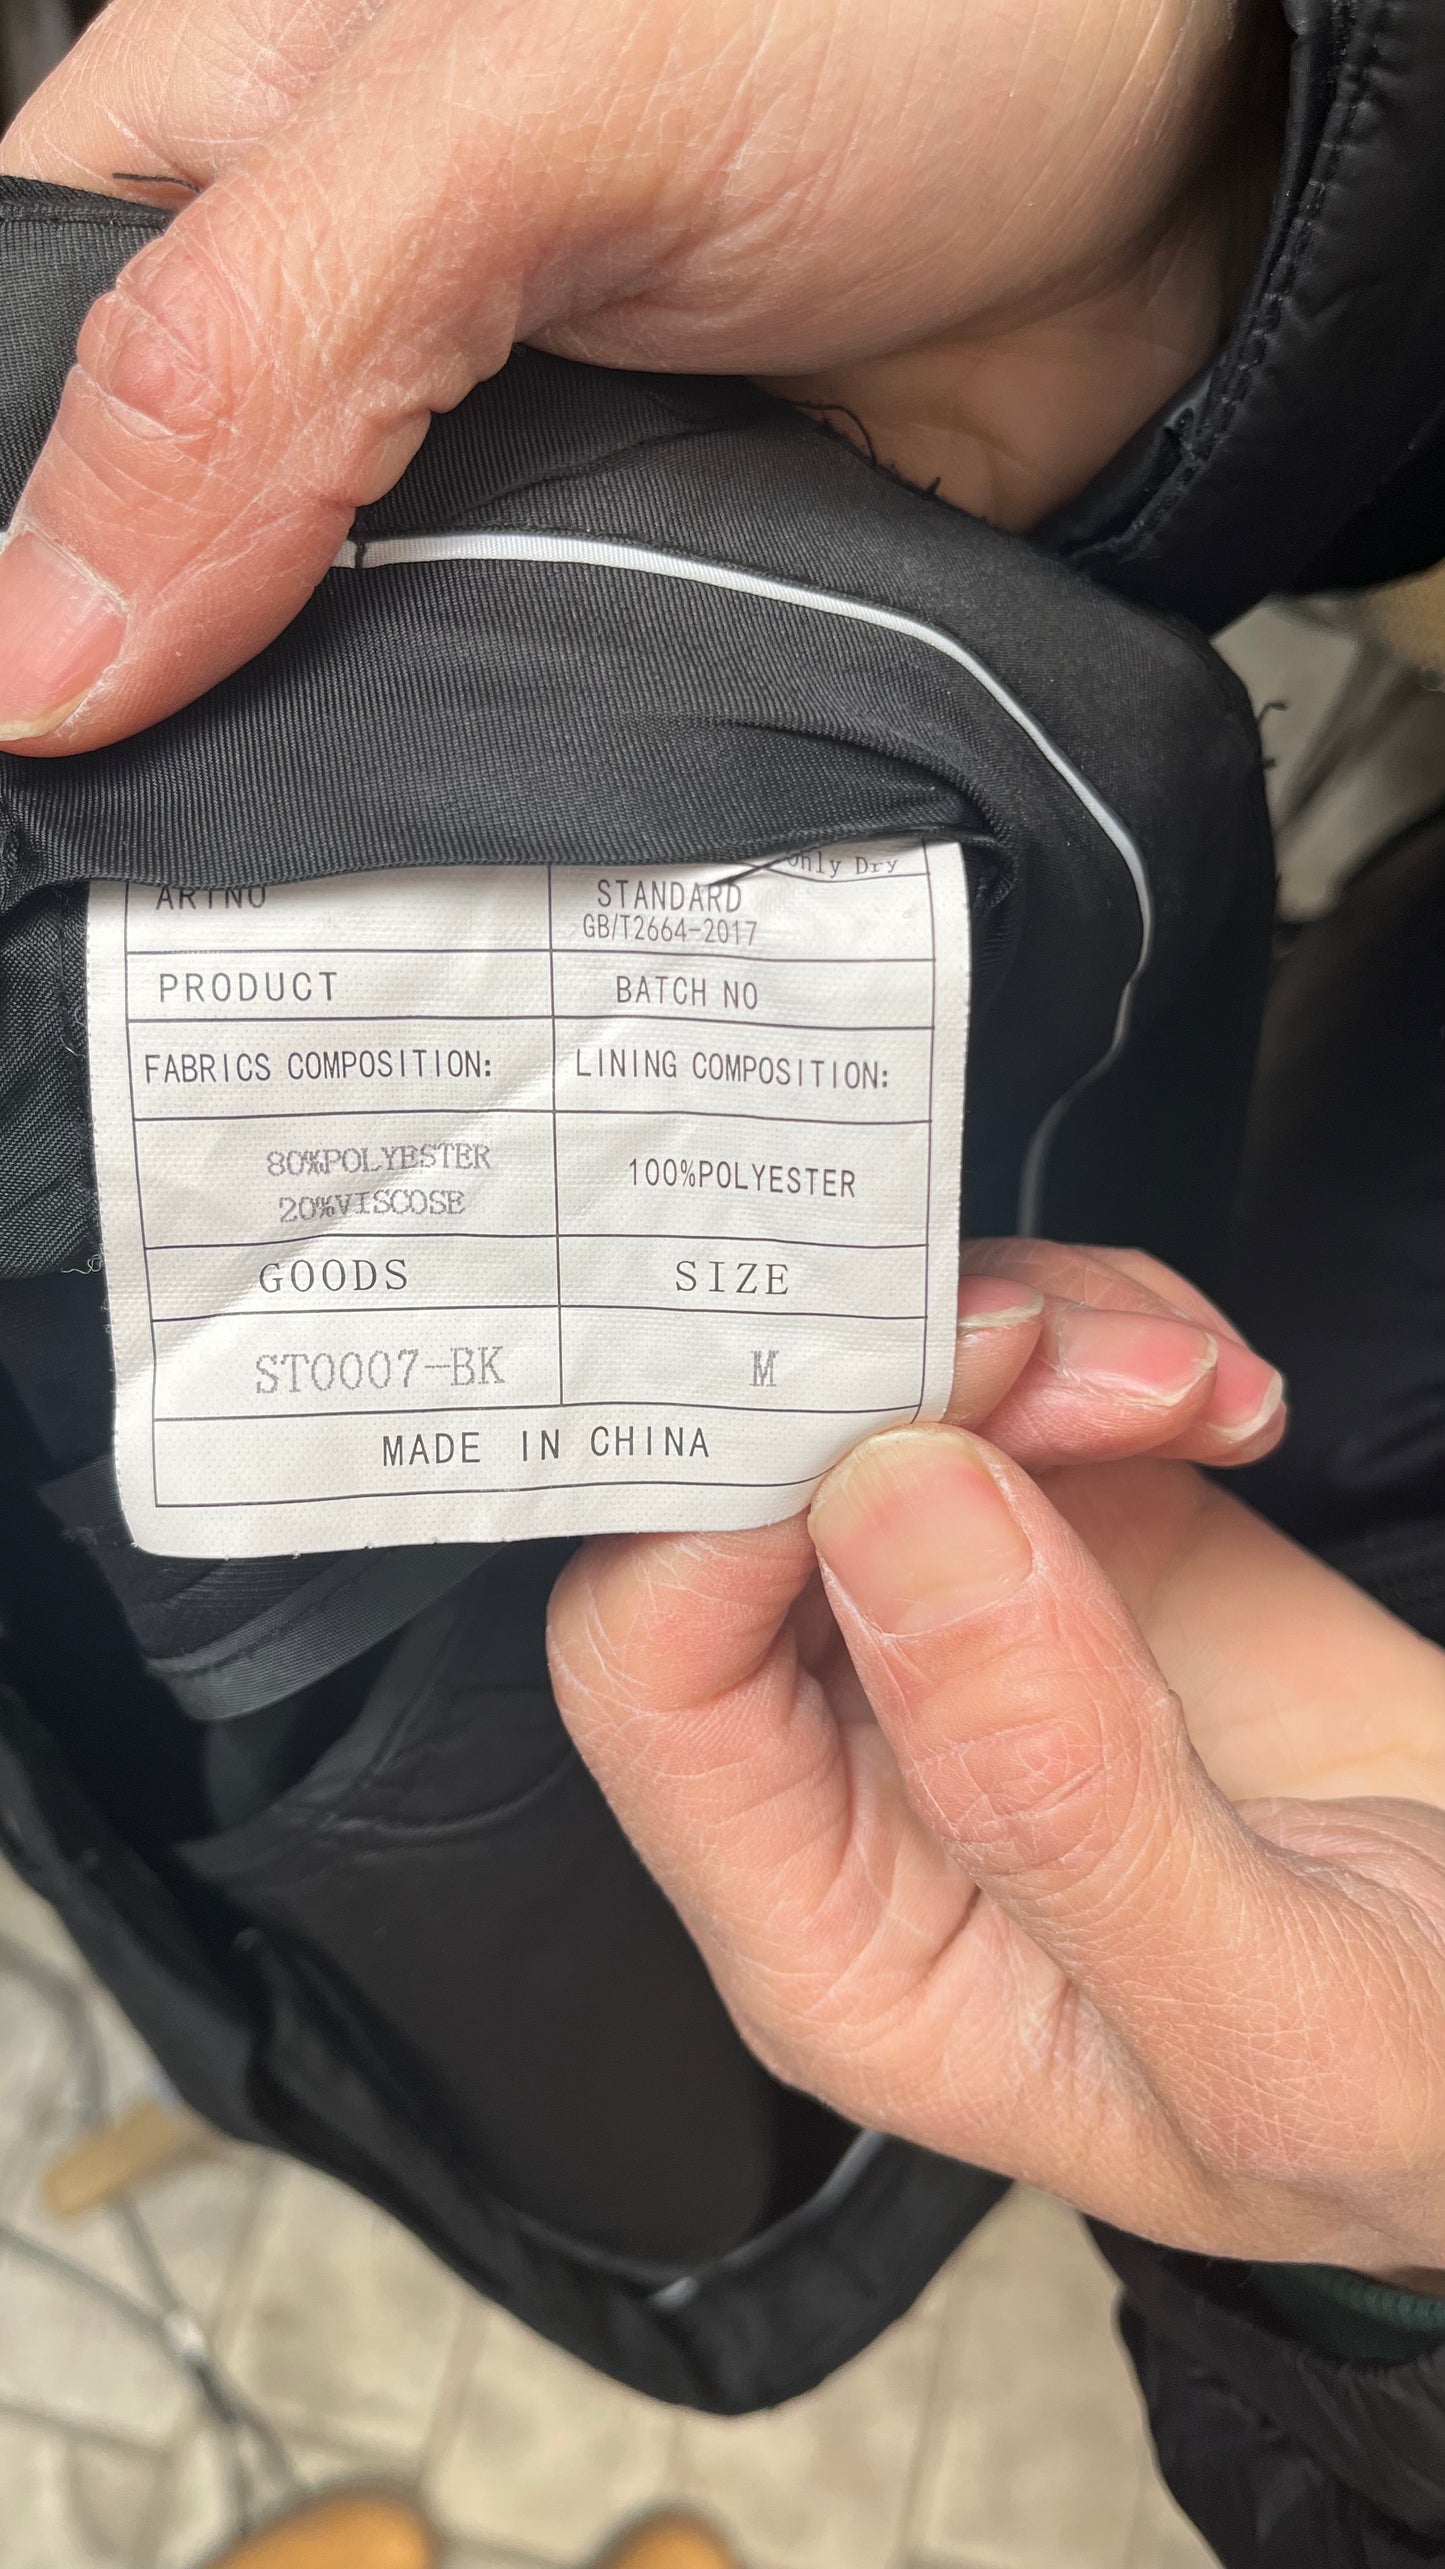 Only Dry
ARTNO
STANDARD
GB/T2664-2017
PRODUCT
BATCH NO
FABRICS COMPOSITION:
LINING COMPOSITION:
80%POLYESTER
20%VISCOSE
100%POLYESTER
GOODS
SIZE
ST0007-BK
M
MADE IN CHINA